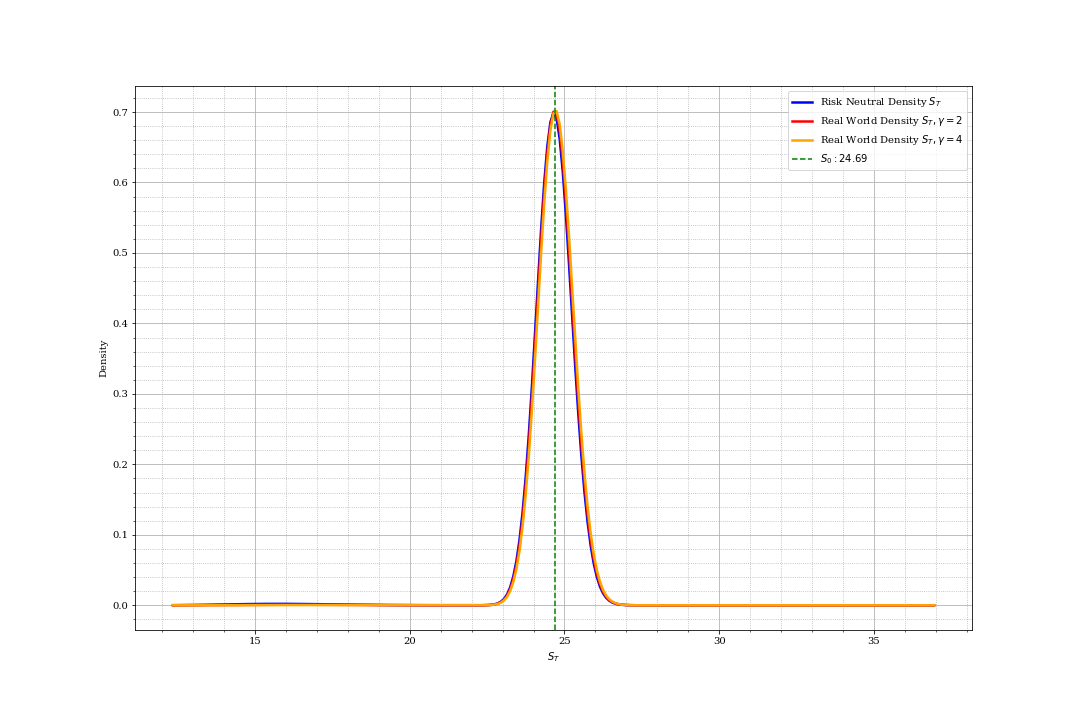 Risk Neutral Density S_T
Real World Density S_T, γ = 2
Real World Density S_T, γ = 4
S_0 : 24.69
Density
0.7
0.6
0.5
0.4
0.3
0.2
0.1
0.0
15 20 25 30 35
S_T